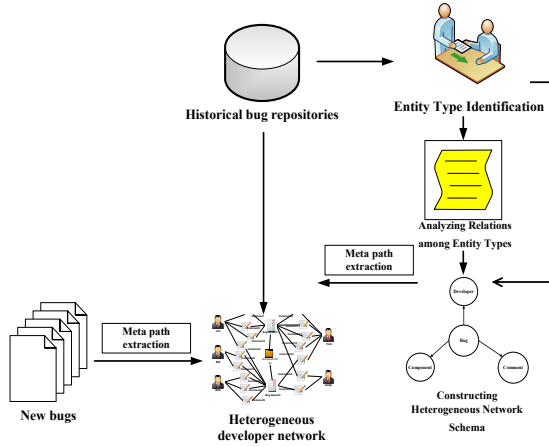 Historical bug repositories
Entity Type Identification
Analyzing Relations
among Entity Types
Meta path
extraction
Developer
Bug
Component
Comment
Constructing
Heterogeneous Network
Schema
Meta path
extraction
New bugs
Heterogeneous
developer network